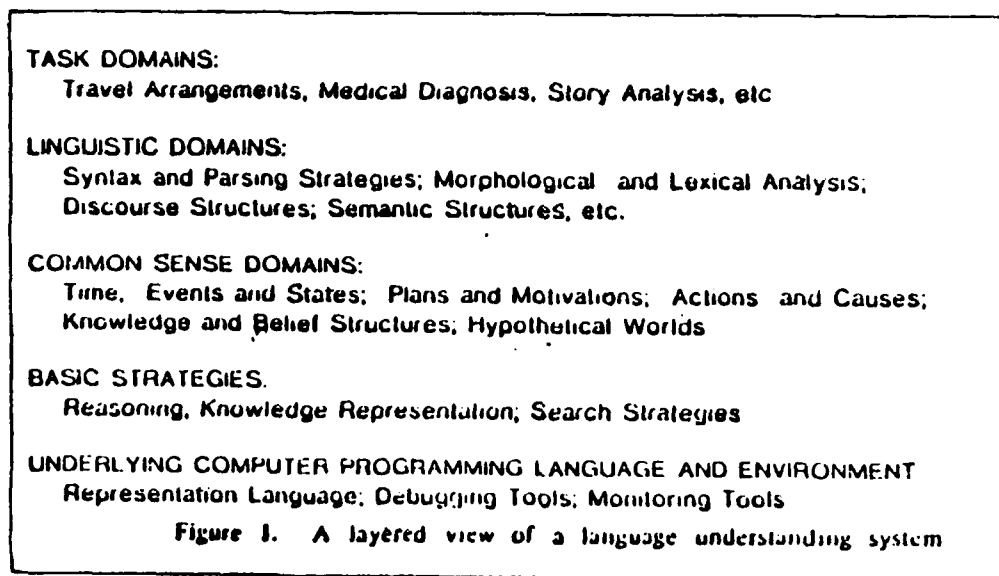 TASK DOMAINS:
Travel Arrangements, Medical Diagnosis, Story Analysis, etc
LINGUISTIC DOMAINS:
Syntax and Parsing Strategies; Morphological and Lexical Analysis;
Discourse Structures; Semantic Structures, etc.
COMMON SENSE DOMAINS:
Time, Events and States; Plans and Motivations; Actions and Causes;
Knowledge and Belief Structures; Hypothetical Worlds
BASIC STRATEGIES.
Reasoning, Knowledge Representation; Search Strategies
UNDERLYING COMPUTER PROGRAMMING LANGUAGE AND ENVIRONMENT
Representation Language; Debugging Tools; Monitoring Tools
Figure 1. A layered view of a language understanding system